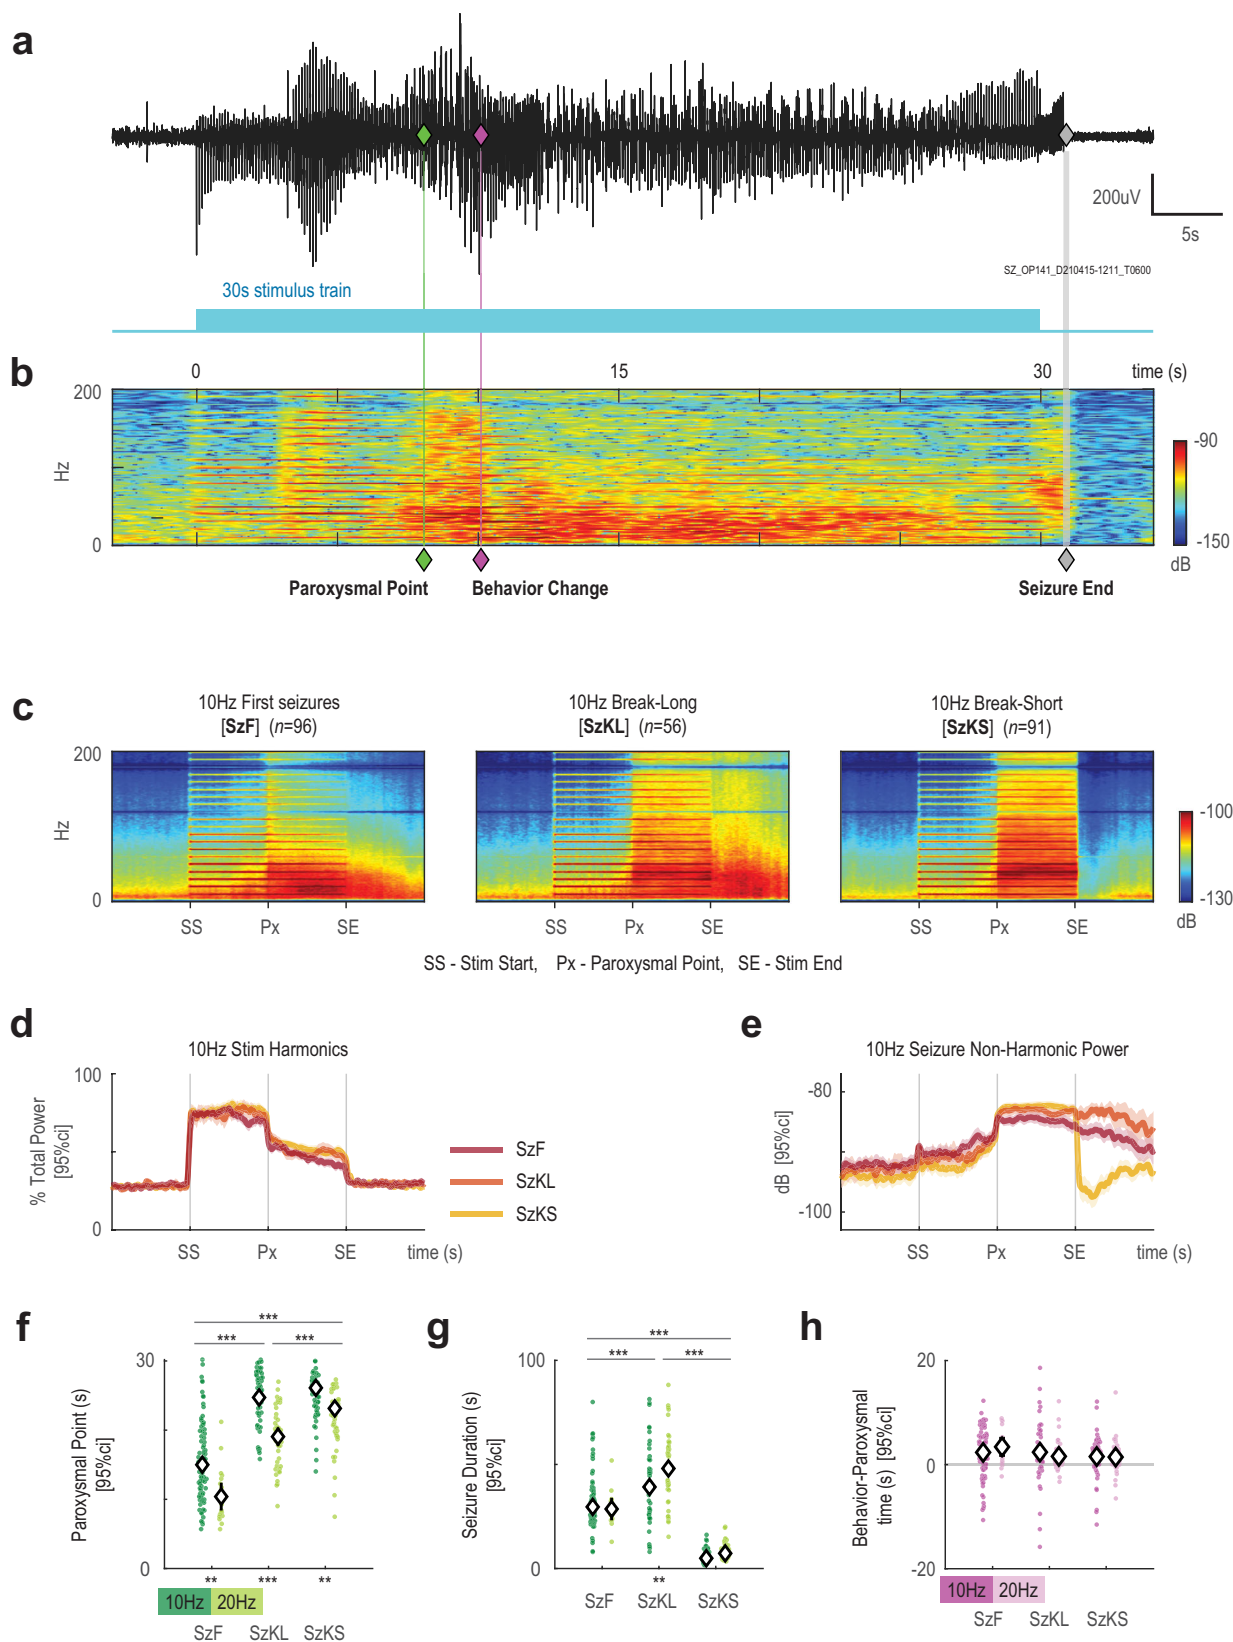 a
200uV
5s
SZ_OP141_D210415-1211_T0600
30s stimulus train
b
0 15 30 time (s)
200
Hz
0
-90
-150
dB
Paroxysmal Point Behavior Change Seizure End
c
10Hz First seizures
[SzF] (n=96)
10Hz Break-Long
[SzKL] (n=56)
10Hz Break-Short
[SzKS] (n=91)
200
Hz
0
-100
-130
dB
SS Px SE
SS Px SE
SS Px SE
SS - Stim Start, Px - Paroxysmal Point, SE - Stim End
d
10Hz Stim Harmonics
100
% Total Power
[95%ci]
0
SS Px SE time (s)
SzF
SzKL
SzKS
e
10Hz Seizure Non-Harmonic Power
-80
dB [95%ci]
-100
SS Px SE time (s)
f
***
*** ***
30
Paroxysmal Point (s)
[95%ci]
0
** *** **
10Hz 20Hz
SzF SzKL SzKS
g
***
*** ***
100
Seizure Duration (s)
[95%ci]
0
**
SzF SzKL SzKS
h
20
Behavior-Paroxysmal
time (s) [95%ci]
0
-20
10Hz 20Hz
SzF SzKL SzKS